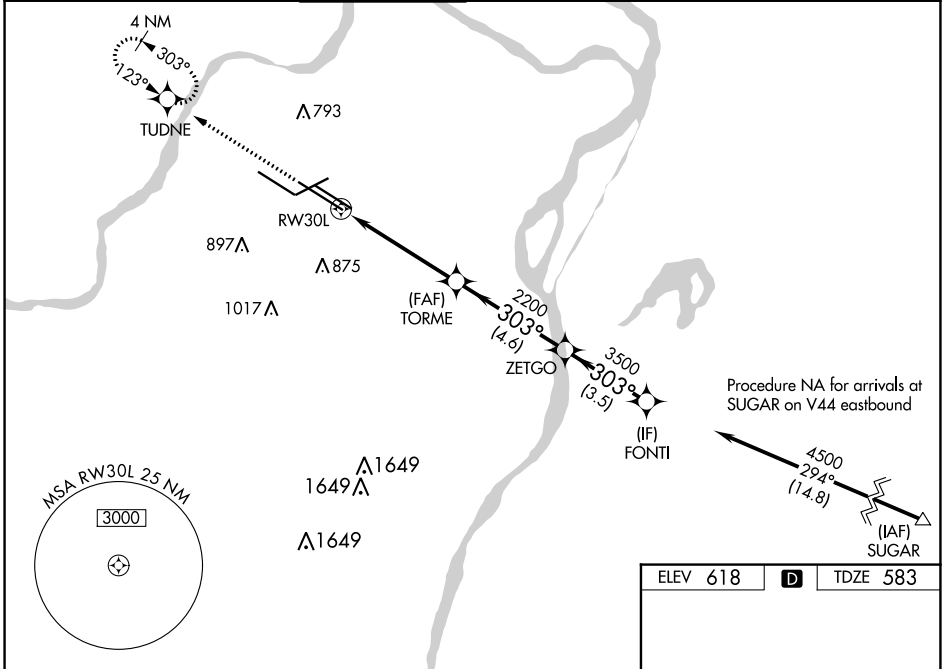 4 NM
303°
123°
TUDNE
793
RW30L
897
875
1017
(FAF)
TORME
2200
303°
(4.6)
ZETGO
3500
303°
(3.5)
(IF)
FONTI
Procedure NA for arrivals at
SUGAR on V44 eastbound
4500
294°
(14.8)
(IAF)
SUGAR
1649
1649
1649
MSA RW30L 25 NM
3000
ELEV 618 D TDZE 583